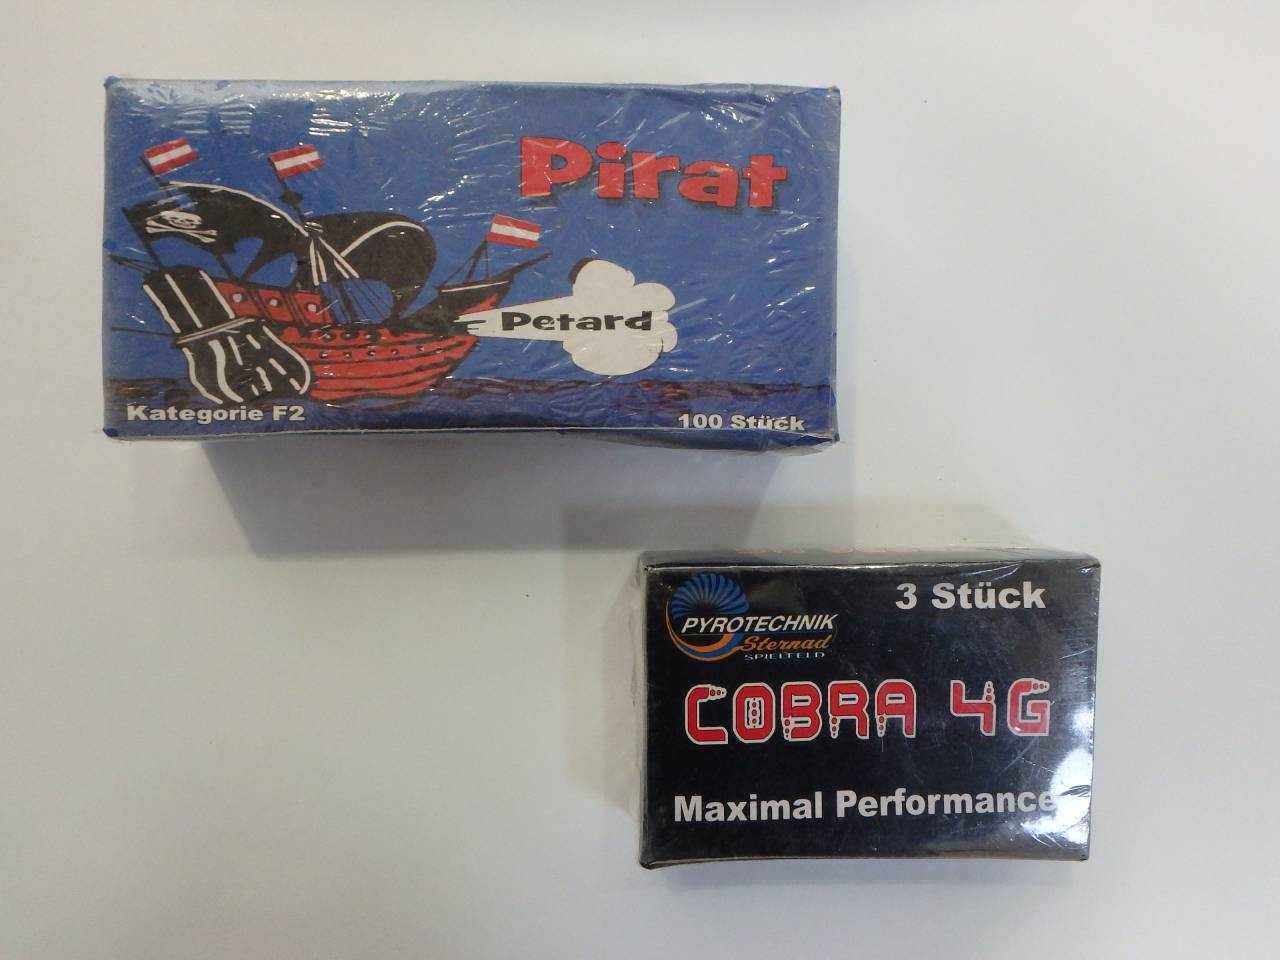 Pirat
Petard
Kategorie F2
100 Stück
3 Stück
PYROTECHNIK
Sternad
SPIELFELD
COBRA 4G
Maximal Performance